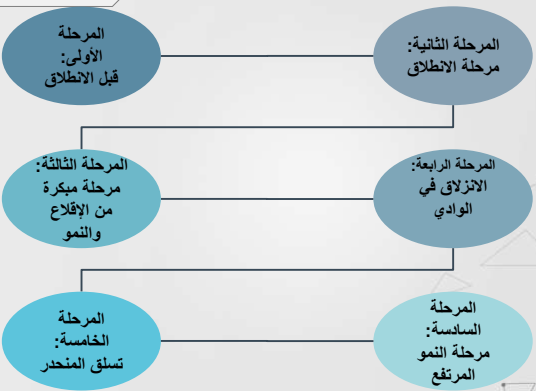 المرحلة
الأولى:
قبل الانطلاق
المرحلة الثانية:
مرحلة الانطلاق
المرحلة الثالثة:
مرحلة مبكرة
من الإقلاع
والنمو
المرحلة الرابعة:
الانزلاق في
الوادي
المرحلة
الخامسة:
تسلق المنحدر
المرحلة
السادسة:
مرحلة النمو
المرتفع